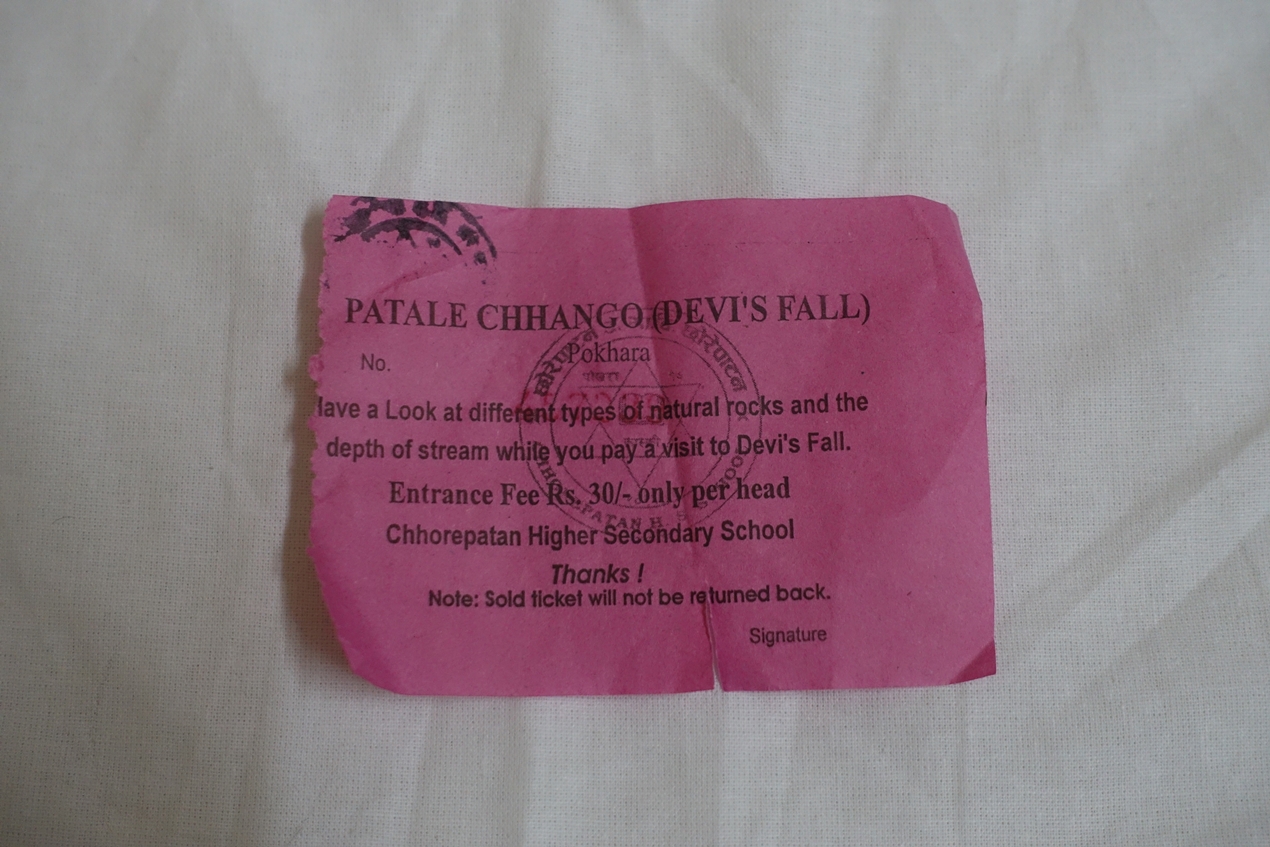 PATALE CHHANGO (DEVI'S FALL)
Pokhara
No.
Have a Look at different types of natural rocks and the
depth of stream while you pay a visit to Devi's Fall.
Entrance Fee Rs. 30/- only per head
Chhorepatan Higher Secondary School
Thanks !
Note: Sold ticket will not be returned back.
Signature